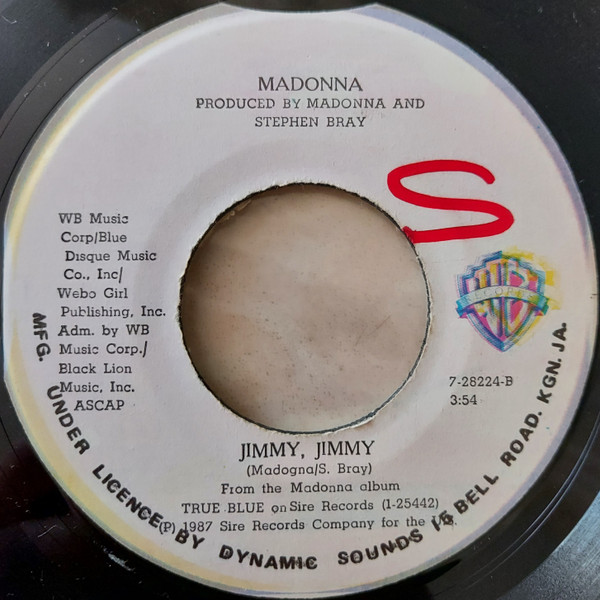 MADONNA
PRODUCED BY MADONNA AND
STEPHEN BRAY
S
WB Music
Corp/Blue
Disque Music
Co., Inc/
Webo Girl
Publishing, Inc.
Adm. by WB
Music Corp./
Black Lion
Music, Inc.
ASCAP
WB
RECORDS
7-28224-B
3:54
JIMMY, JIMMY
(Madogna/S. Bray)
From the Madonna album
TRUE BLUE on Sire Records (1-25442)
(P) 1987 Sire Records Company for the
MFG. UNDER LICENCE BY DYNAMIC SOUNDS 15 BELL ROAD. KGN. JA.